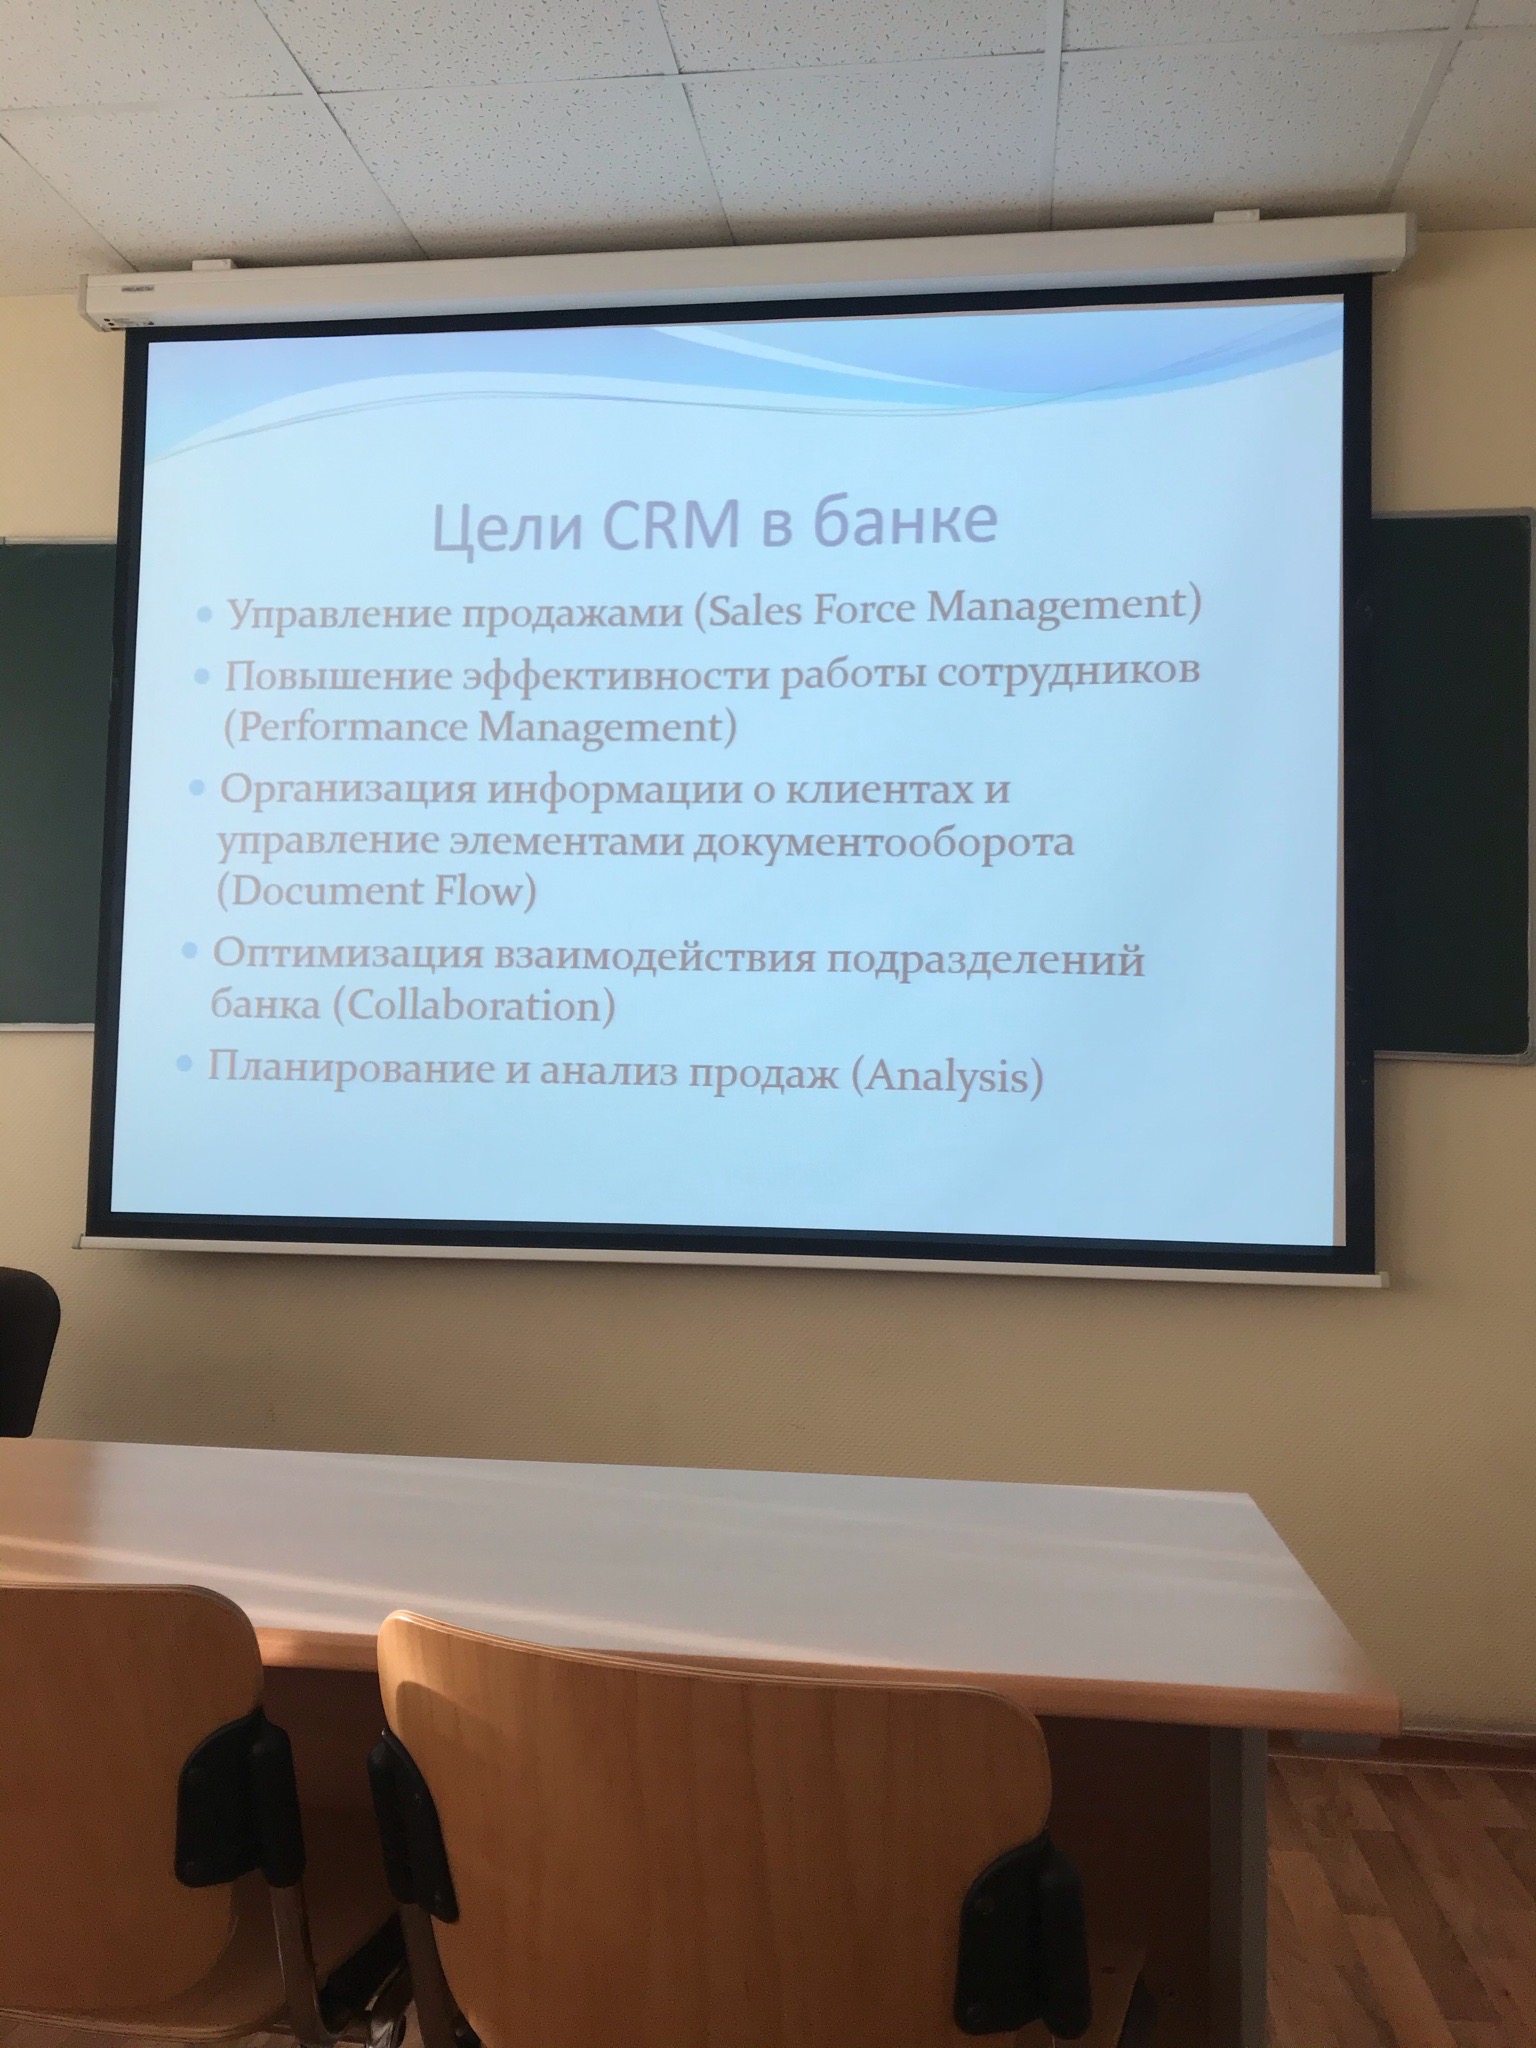 Цели CRM в банке
• Управление продажами (Sales Force Management)
• Повышение эффективности работы сотрудников
(Performance Management)
• Организация информации о клиентах и
управление элементами документооборота
(Document Flow)
• Оптимизация взаимодействия подразделений
банка (Collaboration)
• Планирование и анализ продаж (Analysis)